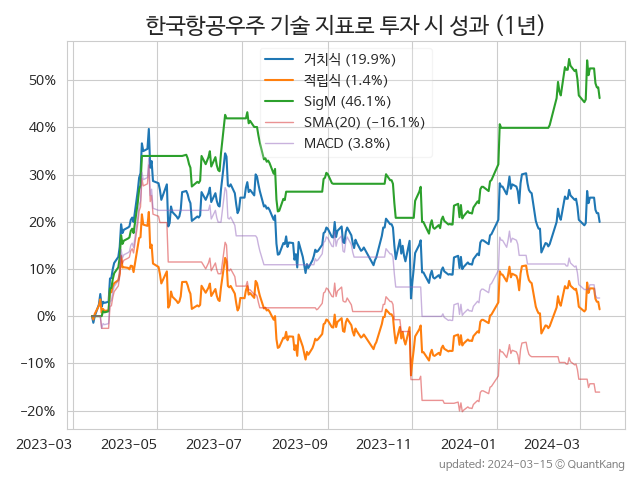 한국항공우주 기술 지표로 투자 시 성과 (1년)
거치식 (19.9%)
적립식 (1.4%)
SigM (46.1%)
SMA(20) (−16.1%)
MACD (3.8%)
50%
40%
30%
20%
10%
0%
−10%
−20%
2023−03 2023−05 2023−07 2023−09 2023−11 2024−01 2024−03
updated: 2024−03−15 © QuantKang